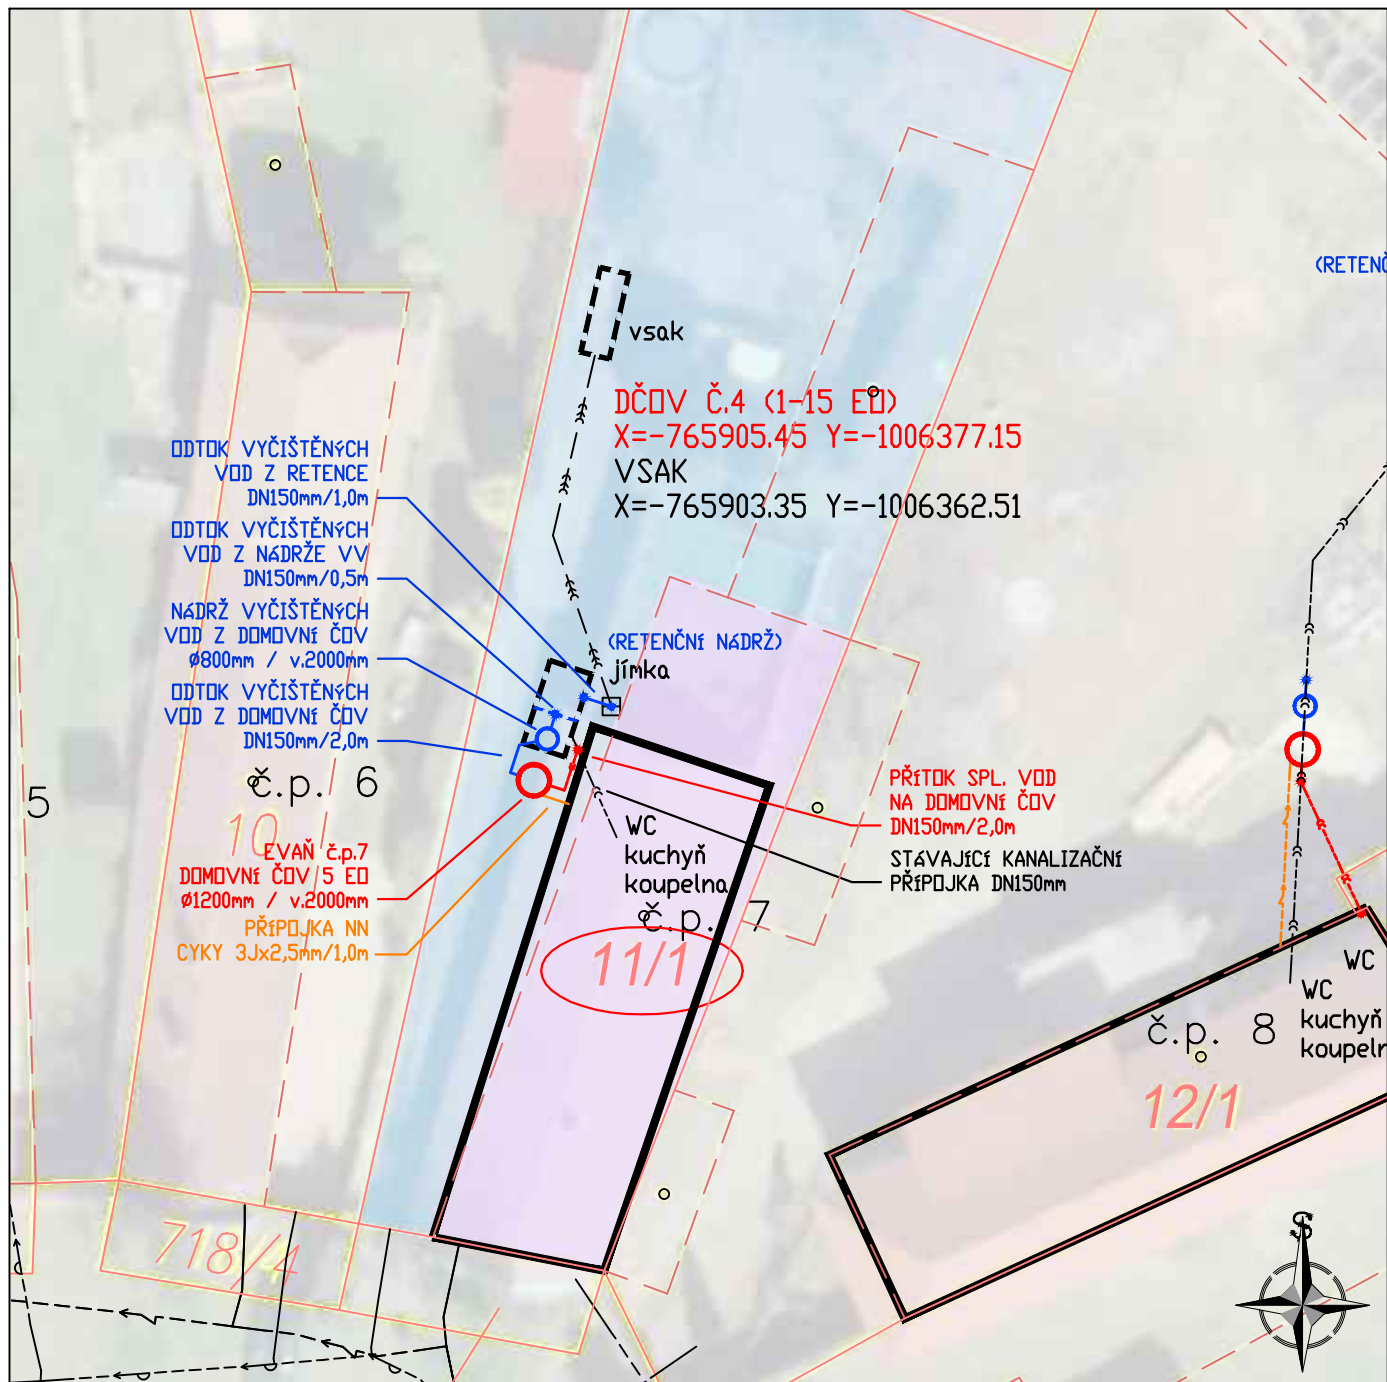 (RETENČ
vsak
DČOV Č.4 (1-15 EO)
X=-765905.45 Y=-1006377.15
VSAK
X=-765903.35 Y=-1006362.51
ODTOK VYČIŠTĚNÝCH
VOD Z RETENCE
DN150mm/1,0m
ODTOK VYČIŠTĚNÝCH
VOD Z NÁDRŽE VV
DN150mm/0,5m
NÁDRŽ VYČIŠTĚNÝCH
VOD Z DOMOVNÍ ČOV
Ø800mm / v.2000mm
ODTOK VYČIŠTĚNÝCH
VOD Z DOMOVNÍ ČOV
DN150mm/2,0m
(RETENČNÍ NÁDRŽ)
jímka
č.p. 6
5
10
EVAŇ č.p.7
DOMOVNÍ ČOV 5 EO
Ø1200mm / v.2000mm
PŘÍPOJKA NN
CYKY 3Jx2,5mm/1,0m
PŘÍTOK SPL. VOD
NA DOMOVNÍ ČOV
DN150mm/2,0m
STÁVAJÍCÍ KANALIZAČNÍ
PŘÍPOJKA DN150mm
WC
kuchyň
koupelna
č.p. 7
11/1
WC
WC
kuchyň
koupeln
č.p. 8
12/1
718/4
S